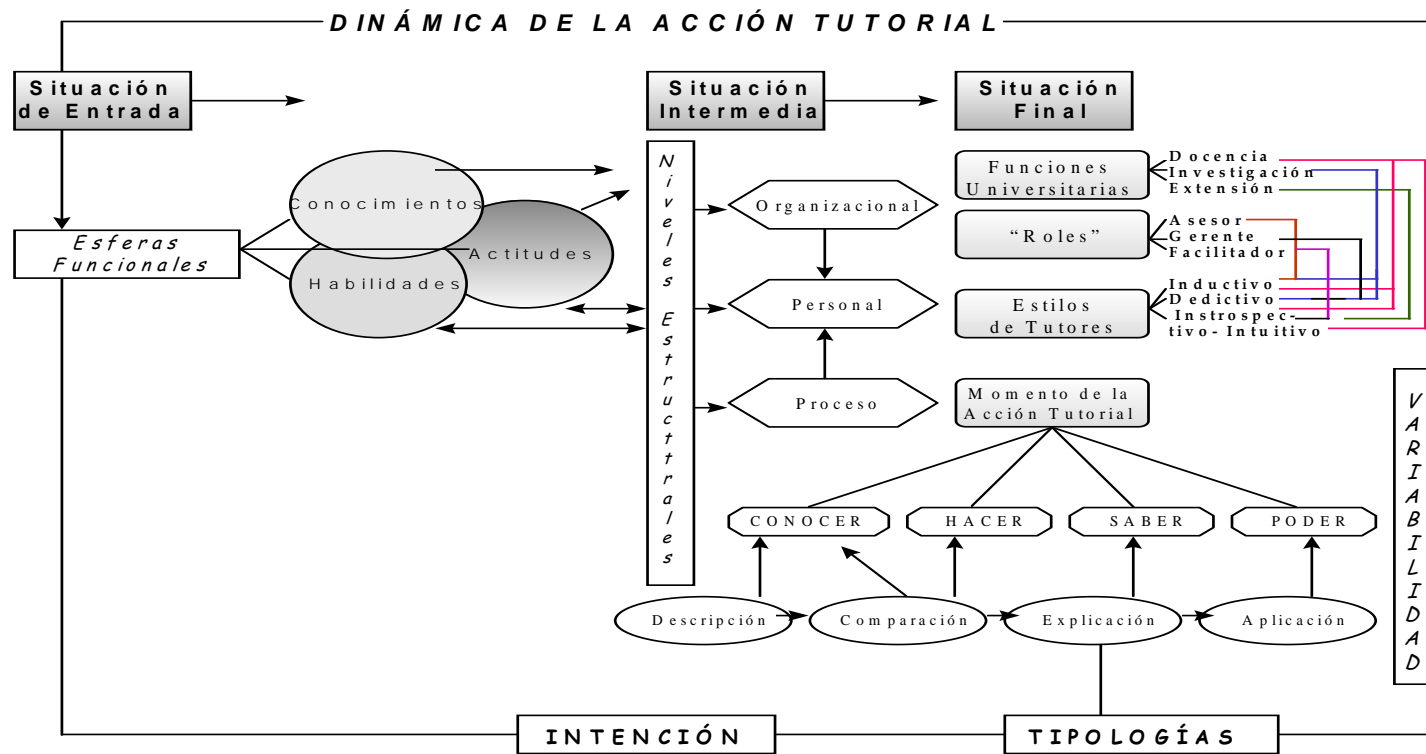 DINÁMICA DE LA ACCIÓN TUTORIAL
Situación
de Entrada
Situación
Intermedia
Situación
Final
Esferas
Funcionales
Conocimientos
Actitudes
Habilidades
Niveles Estructtrales
Organizacional
Personal
Proceso
Funciones
Universitarias
Docencia
Investigación
Extensión
“Roles”
Asesor
Gerente
Facilitador
Estilos
de Tutores
Inductivo
Dedictivo
Instrospec-
tivo- Intuitivo
Momento de la
Acción Tutorial
CONOCER
HACER
SABER
PODER
Descripción
Comparación
Explicación
Aplicación
VARIABILIDAD
INTENCIÓN
TIPOLOGÍAS